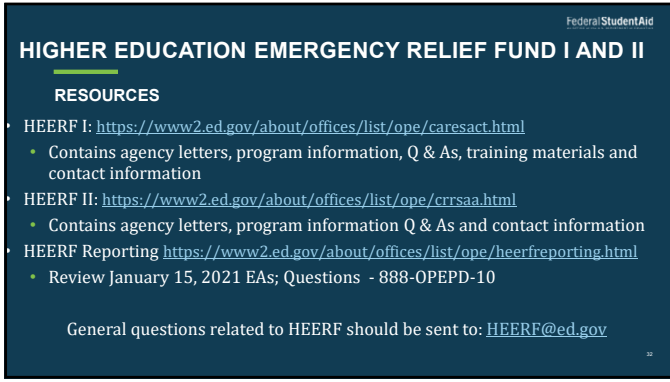 Federal Student Aid
HIGHER EDUCATION EMERGENCY RELIEF FUND I AND II
RESOURCES
• HEERF I: https://www2.ed.gov/about/offices/list/ope/caresact.html
• Contains agency letters, program information, Q & As, training materials and
contact information
• HEERF II: https://www2.ed.gov/about/offices/list/ope/crrsaa.html
• Contains agency letters, program information Q & As and contact information
• HEERF Reporting https://www2.ed.gov/about/offices/list/ope/heerfreporting.html
• Review January 15, 2021 EAs; Questions - 888-OPEPD-10
General questions related to HEERF should be sent to: HEERF@ed.gov
32